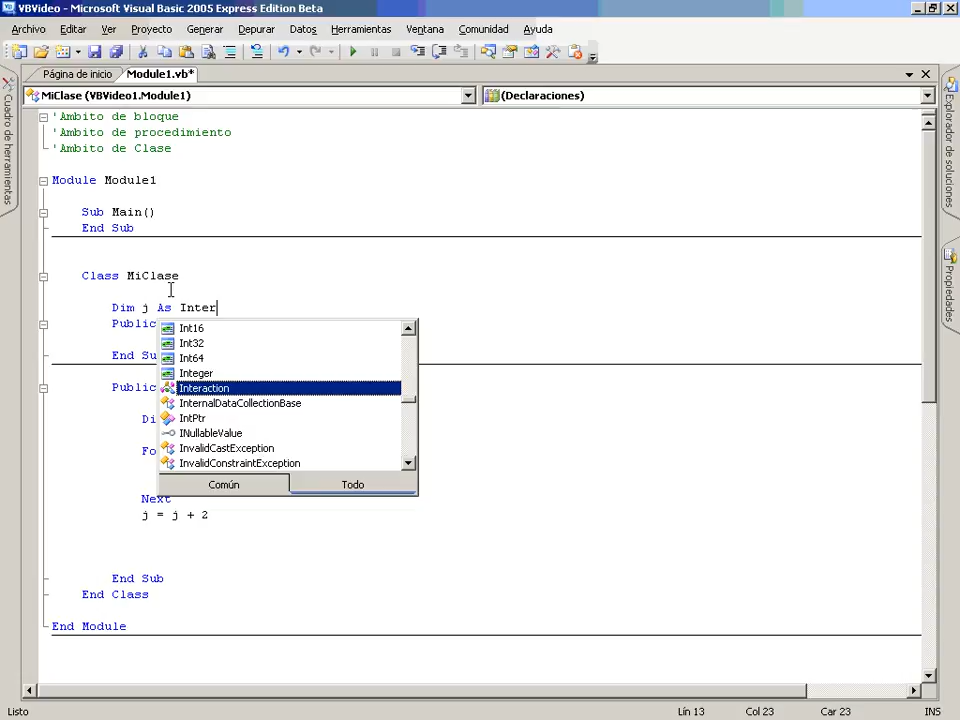 VBVideo - Microsoft Visual Basic 2005 Express Edition Beta
Archivo Editar Ver Proyecto Generar Depurar Datos Herramientas Ventana Comunidad Ayuda
Página de inicio Module1.vb*
MiClase (VBVideo1.Module1) (Declaraciones)
Cuadro de herramientas
Explorador de soluciones
Propiedades
'Ambito de bloque
'Ambito de procedimiento
'Ambito de Clase
Module Module1
Sub Main()
End Sub
Class MiClase
Dim j As Inter
Public
End Su
Public
Di
Fo
Next
j = j + 2
End Sub
End Class
End Module
Int16
Int32
Int64
Integer
Interaction
InternalDataCollectionBase
IntPtr
INullableValue
InvalidCastException
InvalidConstraintException
Común Todo
Listo Lín 13 Col 23 Car 23 INS